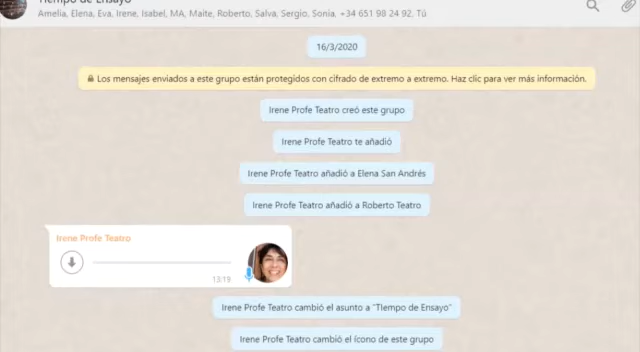 TIempo de Ensayo
Amelia, Elena, Eva, Irene, Isabel, MA, Maite, Roberto, Salva, Sergio, Sonia, +34 651 98 24 92, Tú
16/3/2020
Los mensajes enviados a este grupo están protegidos con cifrado de extremo a extremo. Haz clic para ver más información.
Irene Profe Teatro creó este grupo
Irene Profe Teatro te añadió
Irene Profe Teatro añadió a Elena San Andrés
Irene Profe Teatro añadió a Roberto Teatro
Irene Profe Teatro
13:19
Irene Profe Teatro cambió el asunto a "TIempo de Ensayo"
Irene Profe Teatro cambió el ícono de este grupo